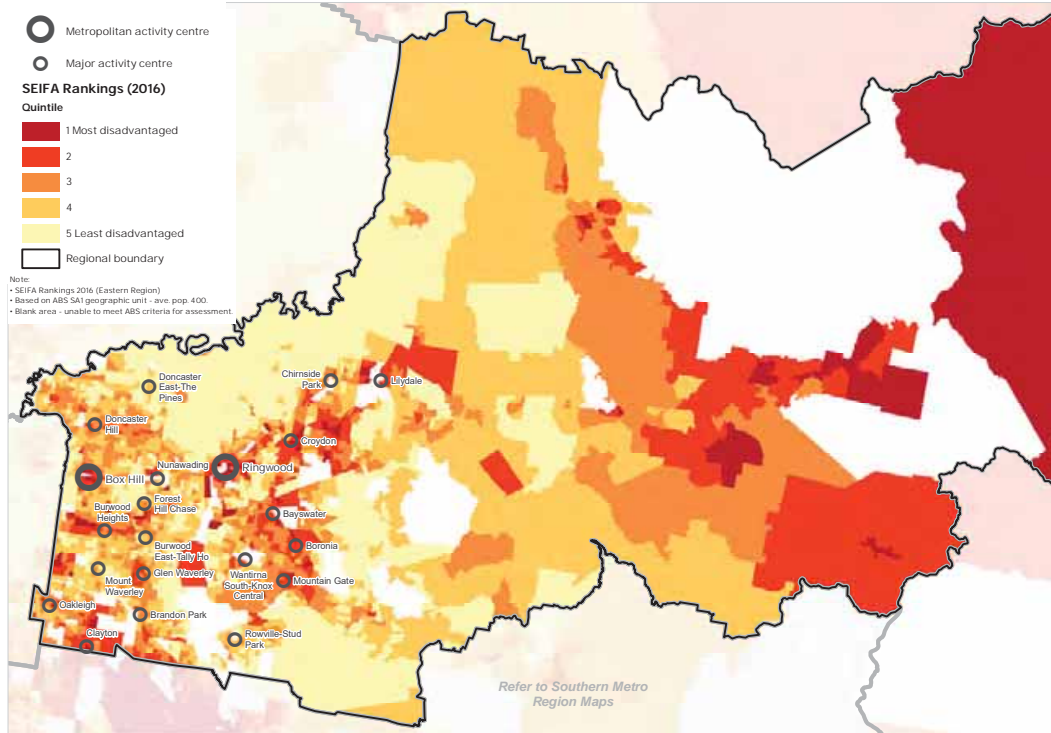 Metropolitan activity centre
Major activity centre
SEIFA Rankings (2016)
Quintile
1 Most disadvantaged
2
3
4
5 Least disadvantaged
Regional boundary
Note:
• SEIFA Rankings 2016 (Eastern Region)
• Based on ABS SA1 geographic unit - ave. pop. 400.
• Blank area - unable to meet ABS criteria for assessment.
Doncaster
East-The
Pines
Chirnside
Park
Lilydale
Doncaster
Hill
Croydon
Nunawading
Ringwood
Box Hill
Forest
Hill Chase
Burwood
Heights
Bayswater
Burwood
East-Tally Ho
Boronia
Glen Waverley
Wantirna
South-Knox
Central
Mountain Gate
Mount
Waverley
Oakleigh
Brandon Park
Clayton
Rowville-Stud
Park
Refer to Southern Metro
Region Maps